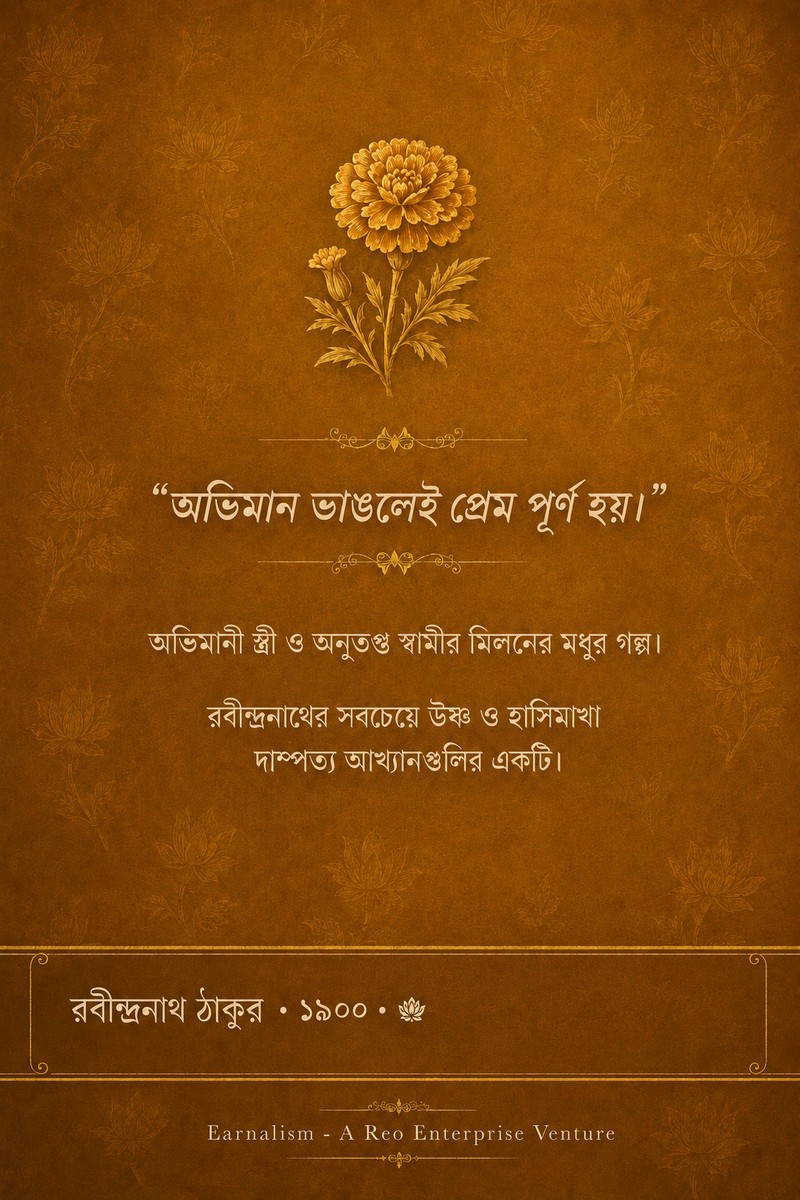 “অভিমান ভাঙলেই প্রেম পূর্ণ হয়।”
অভিমানী স্ত্রী ও অনুতপ্ত স্বামীর মিলনের মধুর গল্প।
রবীন্দ্রনাথের সবচেয়ে উষ্ণ ও হাসিমাখা
দাম্পত্য আখ্যানগুলির একটি।
রবীন্দ্রনাথ ঠাকুর • ১৯০০ •
Earnalism - A Reo Enterprise Venture